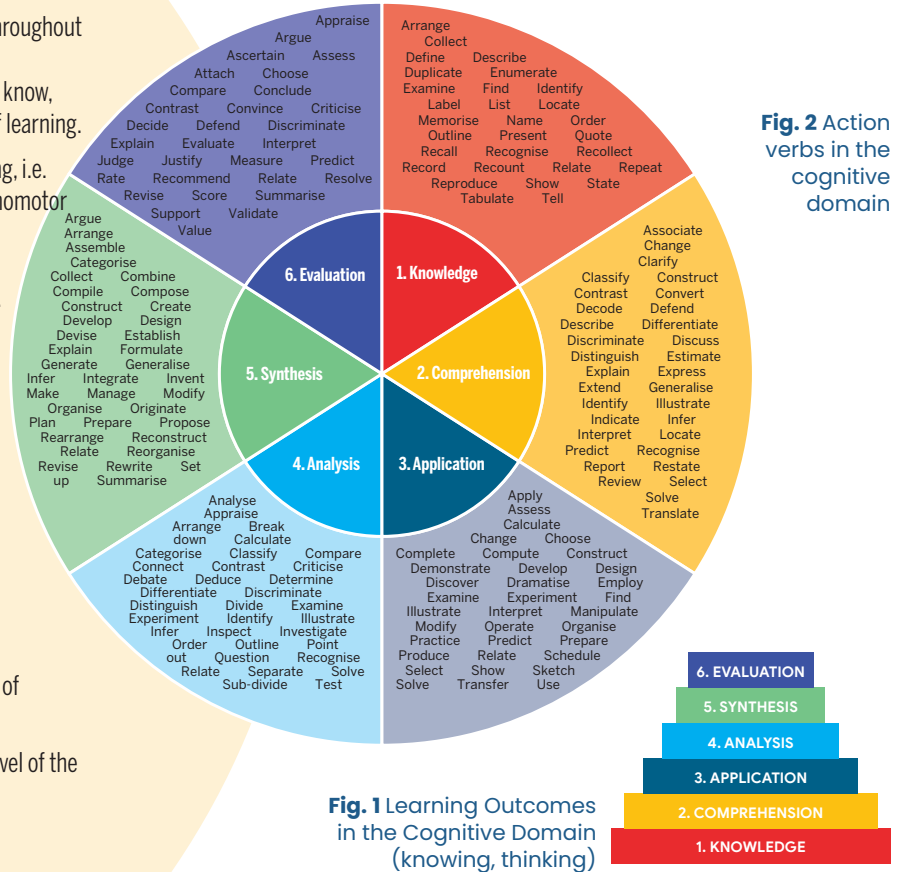 roughout
know,
learning.
ng, i.e.
nomotor
of
vel of the
Appraise
Argue
Ascertain Assess
Attach Choose
Compare Conclude
Contrast Convince Criticise
Decide Defend Discriminate
Explain Evaluate Interpret
Judge Justify Measure Predict
Rate Recommend Relate Resolve
Revise Score Summarise
Support Validate
Value
6. Evaluation
Arrange
Collect
Define Describe
Duplicate Enumerate
Examine Find Identify
Label List Locate
Memorise Name Order
Outline Present Quote
Recall Recognise Recollect
Record Recount Relate Repeat
Reproduce Show State
Tabulate Tell
1. Knowledge
Fig. 2 Action
verbs in the
cognitive
domain
Associate
Change
Clarify
Classify Construct
Contrast Convert
Decode Defend
Describe Differentiate
Discriminate Discuss
Distinguish Estimate
Explain Express
Extend Generalise
Identify Illustrate
Indicate Infer
Interpret Locate
Predict Recognise
Report Restate
Review Select
Solve
Translate
2. Comprehension
Argue
Arrange
Assemble
Categorise
Collect Combine
Compile Compose
Construct Create
Develop Design
Devise Establish
Explain Formulate
Generate Generalise
Infer Integrate Invent
Make Manage Modify
Organise Originate
Plan Prepare Propose
Rearrange Reconstruct
Relate Reorganise
Revise Rewrite Set
up Summarise
5. Synthesis
4. Analysis
Analyse
Appraise
Arrange Break
down Calculate
Categorise Classify Compare
Connect Contrast Criticise
Debate Deduce Determine
Differentiate Discriminate
Distinguish Divide Examine
Experiment Identify Illustrate
Infer Inspect Investigate
Order Outline Point
out Question Recognise
Relate Separate Solve
Sub-divide Test
3. Application
Apply
Assess
Calculate
Change Choose
Complete Compute Construct
Demonstrate Develop Design
Discover Dramatise Employ
Examine Experiment Find
Illustrate Interpret Manipulate
Modify Operate Organise
Practice Predict Prepare
Produce Relate Schedule
Select Show Sketch
Solve Transfer Use
Fig. 1 Learning Outcomes
in the Cognitive Domain
(knowing, thinking)
6. EVALUATION
5. SYNTHESIS
4. ANALYSIS
3. APPLICATION
2. COMPREHENSION
1. KNOWLEDGE